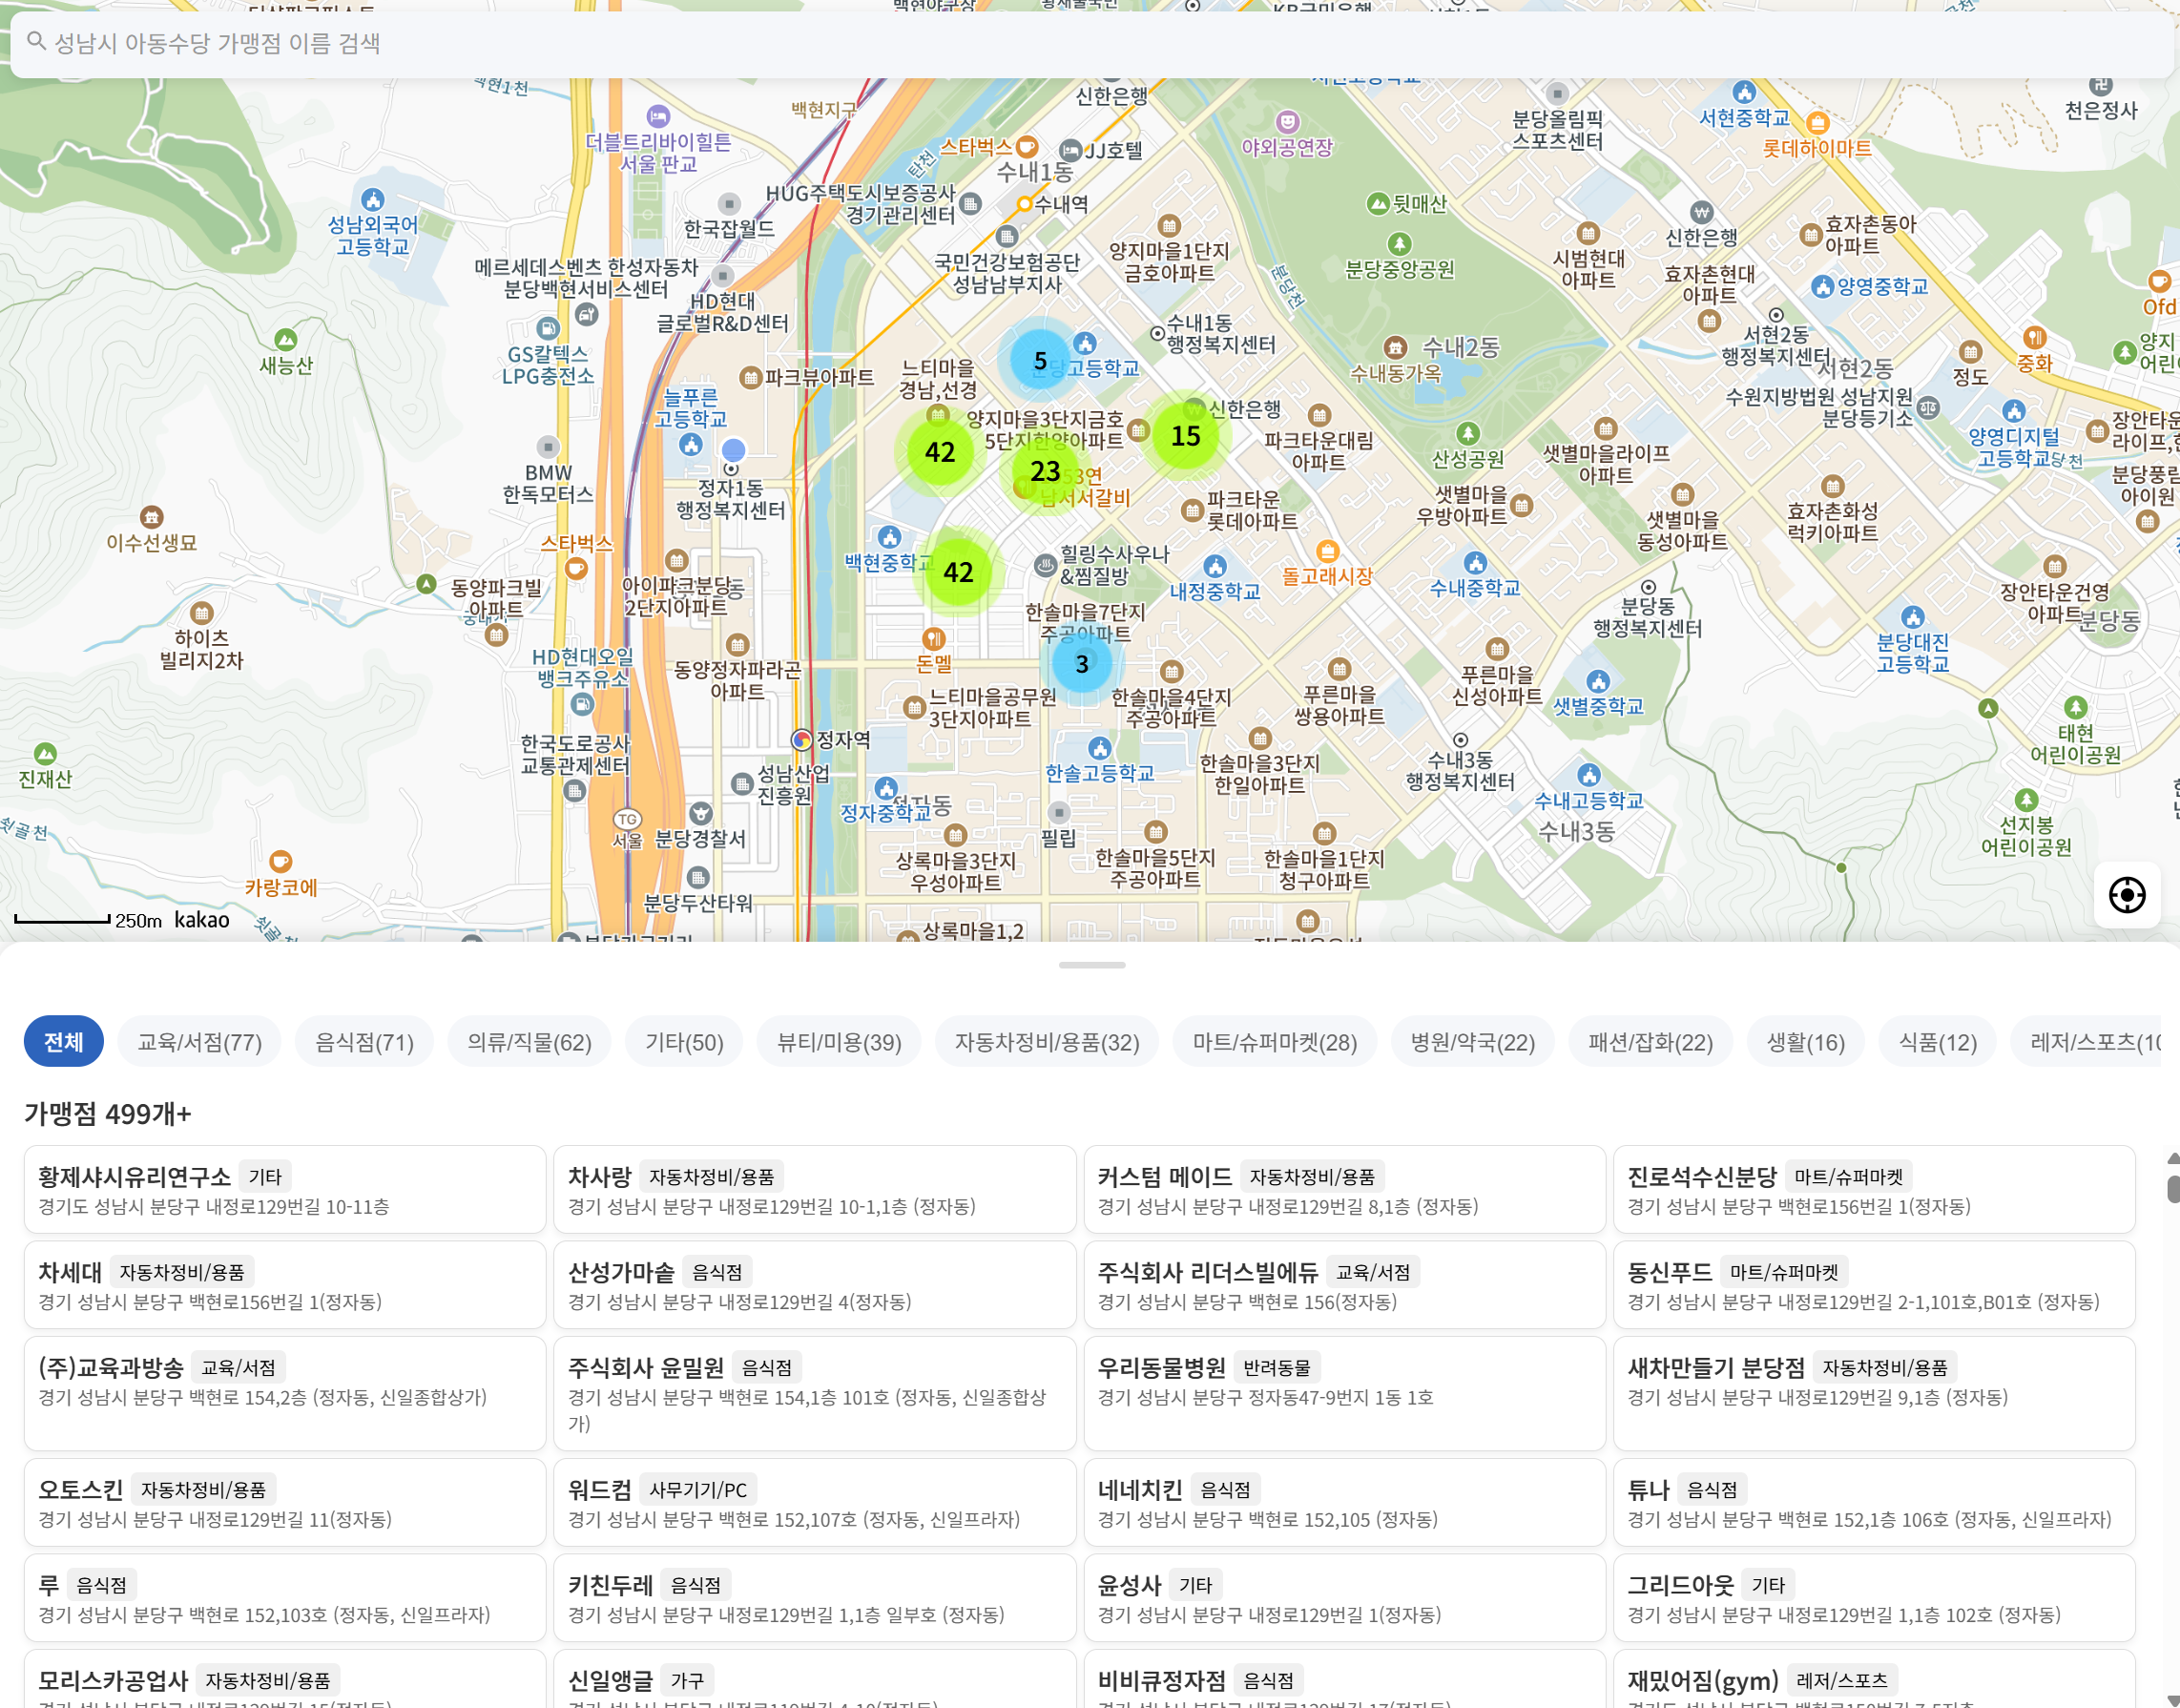 성남시 아동수당 가맹점 이름 검색
백현1천
백현지구
신한은행
분당올림픽
스포츠센터
서현중학교
천은정사
더블트리바이힐튼
서울 판교
스타벅스
JJ호텔
수내1동
탄천
야외공연장
롯데하이마트
성남외국어
고등학교
HUG주택도시보증공사
경기관리센터
수내역
뒷매산
한국잡월드
신한은행
효자촌동아
아파트
양지마을1단지
금호아파트
국민건강보험공단
성남남부지사
분당중앙공원
시범현대
아파트
효자촌현대
아파트
양영중학교
메르세데스벤츠 한성자동차
분당백현서비스센터
HD현대
글로벌R&D센터
분당천
수내1동
행정복지센터
서현2동
행정복지센터
서현2동
새능산
GS칼텍스
LPG충전소
5
수내2동
수내동가옥
정도
중화
느티마을
경남,선경
파크뷰아파트
늘푸른
고등학교
양지마을3단지금호
5단지한양아파트
신한은행
수원지방법원 성남지원
분당등기소
42
23
15
파크타운대림
아파트
산성공원
샛별마을라이프
아파트
양영디지털
고등학교
BMW
한독모터스
정자1동
행정복지센터
파크타운
롯데아파트
샛별마을
우방아파트
샛별마을
동성아파트
효자촌화성
럭키아파트
이수선생묘
스타벅스
백현중학교
42
힐링수사우나
&찜질방
내정중학교
돌고래시장
수내중학교
동양파크빌
아파트
아이파크분당
2단지아파트
한솔마을7단지
주공아파트
분당동
행정복지센터
장안타운건영
아파트
분당동
하이츠
빌리지2차
HD현대오일
뱅크주유소
돈멜
3
분당대진
고등학교
동양정자파라곤
아파트
느티마을공무원
3단지아파트
한솔마을4단지
주공아파트
푸른마을
쌍용아파트
푸른마을
신성아파트
샛별중학교
진재산
한국도로공사
교통관제센터
정자역
성남산업
진흥원
한솔고등학교
한솔마을3단지
한일아파트
수내3동
행정복지센터
태현
어린이공원
정자중학교
수내고등학교
수내3동
TG
서울
분당경찰서
필립
선지봉
어린이공원
쇳골천
카랑코에
상록마을3단지
우성아파트
한솔마을5단지
주공아파트
한솔마을1단지
청구아파트
분당두산타워
250m kakao
상록마을1,2
전체
교육/서점(77)
음식점(71)
의류/직물(62)
기타(50)
뷰티/미용(39)
자동차정비/용품(32)
마트/슈퍼마켓(28)
병원/약국(22)
패션/잡화(22)
생활(16)
식품(12)
레저/스포츠(10
가맹점 499개+
황제샤시유리연구소 기타
경기도 성남시 분당구 내정로129번길 10-11층
차사랑 자동차정비/용품
경기 성남시 분당구 내정로129번길 10-1,1층 (정자동)
커스텀 메이드 자동차정비/용품
경기 성남시 분당구 내정로129번길 8,1층 (정자동)
진로석수신분당 마트/슈퍼마켓
경기 성남시 분당구 백현로156번길 1(정자동)
차세대 자동차정비/용품
경기 성남시 분당구 백현로156번길 1(정자동)
산성가마솥 음식점
경기 성남시 분당구 내정로129번길 4(정자동)
주식회사 리더스빌에듀 교육/서점
경기 성남시 분당구 백현로 156(정자동)
동신푸드 마트/슈퍼마켓
경기 성남시 분당구 내정로129번길 2-1,101호,B01호 (정자동)
(주)교육과방송 교육/서점
경기 성남시 분당구 백현로 154,2층 (정자동, 신일종합상가)
주식회사 윤밀원 음식점
경기 성남시 분당구 백현로 154,1층 101호 (정자동, 신일종합상
가)
우리동물병원 반려동물
경기 성남시 분당구 정자동47-9번지 1동 1호
새차만들기 분당점 자동차정비/용품
경기 성남시 분당구 내정로129번길 9,1층 (정자동)
오토스킨 자동차정비/용품
경기 성남시 분당구 내정로129번길 11(정자동)
워드컴 사무기기/PC
경기 성남시 분당구 백현로 152,107호 (정자동, 신일프라자)
네네치킨 음식점
경기 성남시 분당구 백현로 152,105 (정자동)
튜나 음식점
경기 성남시 분당구 백현로 152,1층 106호 (정자동, 신일프라자)
루 음식점
경기 성남시 분당구 백현로 152,103호 (정자동, 신일프라자)
키친두레 음식점
경기 성남시 분당구 내정로129번길 1,1층 일부호 (정자동)
윤성사 기타
경기 성남시 분당구 내정로129번길 1(정자동)
그리드아웃 기타
경기 성남시 분당구 내정로129번길 1,1층 102호 (정자동)
모리스카공업사 자동차정비/용품
신일앵글 가구
비비큐정자점 음식점
재밌어짐(gym) 레저/스포츠